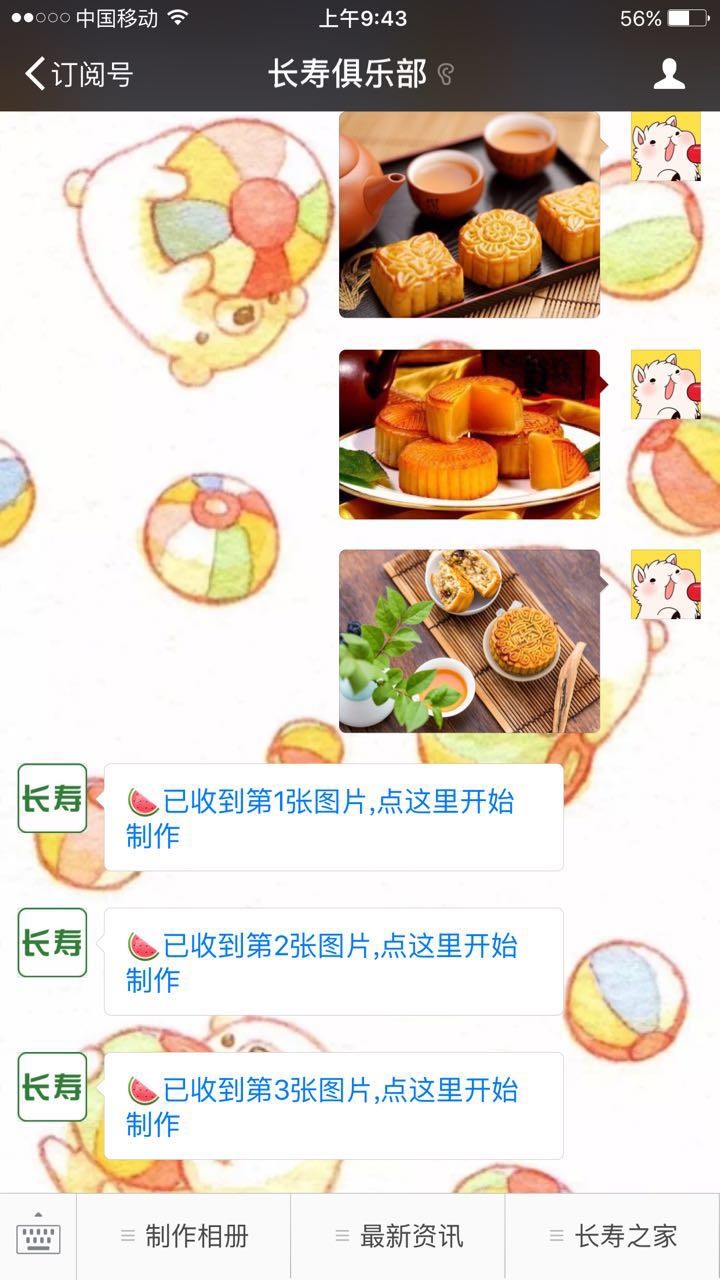 中国移动 上午9:43 56%
订阅号 长寿俱乐部
长寿 🍉已收到第1张图片,点这里开始
制作
长寿 🍉已收到第2张图片,点这里开始
制作
长寿 🍉已收到第3张图片,点这里开始
制作
制作相册 最新资讯 长寿之家